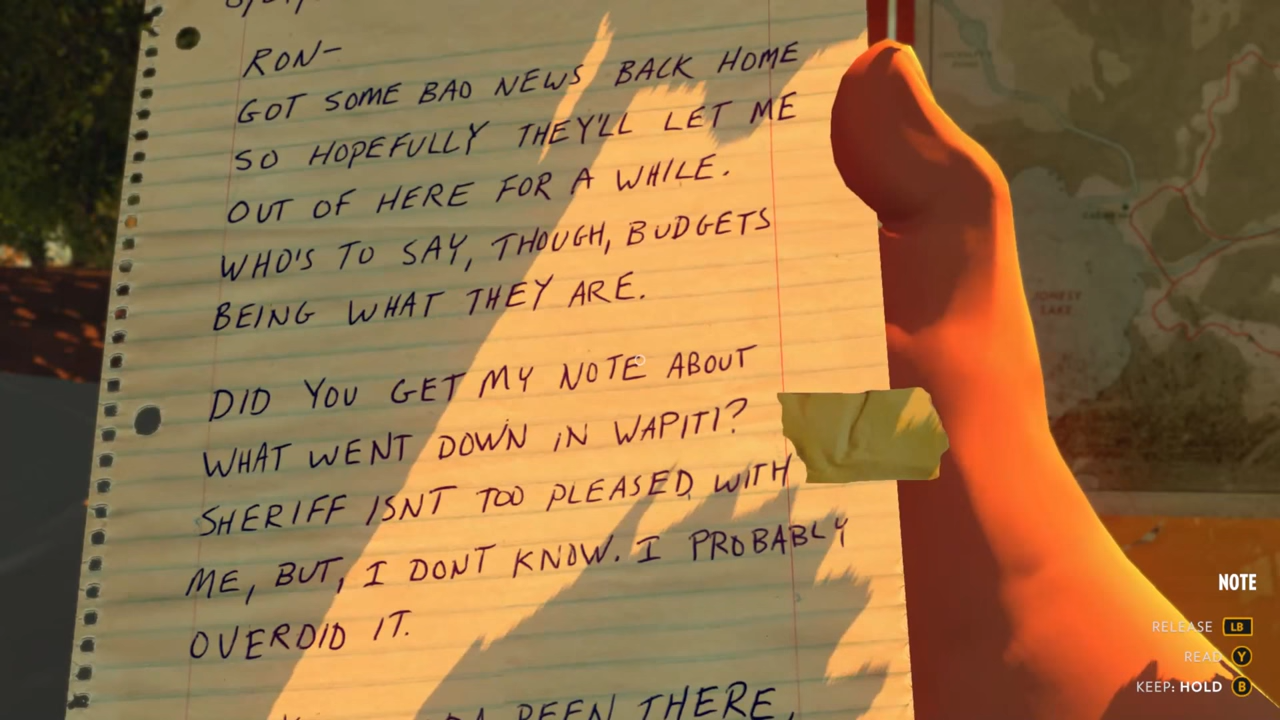 RON-
GOT SOME BAD NEWS BACK HOME
SO HOPEFULLY THEY'LL LET ME
OUT OF HERE FOR A WHILE.
WHO'S TO SAY, THOUGH, BUDGETS
BEING WHAT THEY ARE.
DID YOU GET MY NOTE ABOUT
WHAT WENT DOWN IN WAPITI?
SHERIFF ISNT TOO PLEASED WITH
ME, BUT, I DONT KNOW. I PROBABLY
OVERDID IT.
BEEN THERE,
JONESY
LAKE
NOTE
RELEASE LB
READ Y
KEEP: HOLD B